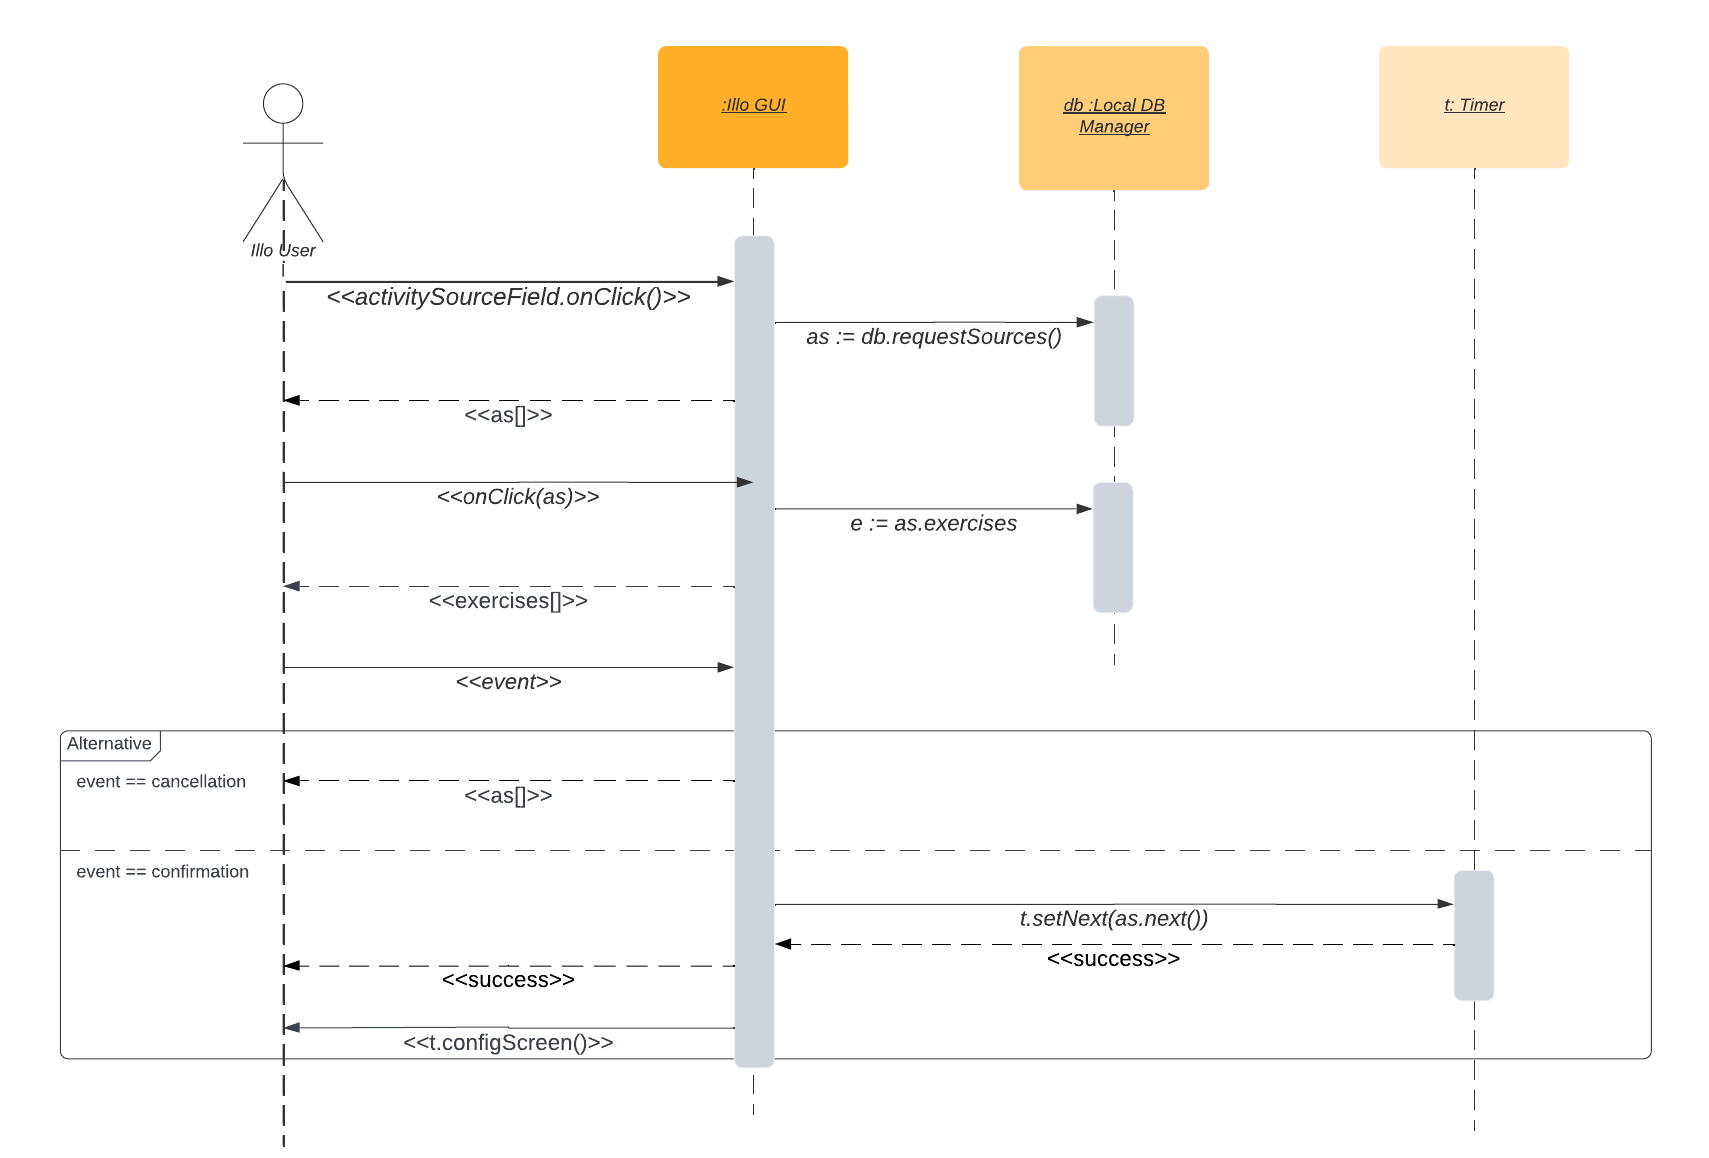 :Illo GUI
db :Local DB
Manager
t: Timer
Illo User
<<activitySourceField.onClick()>>
as := db.requestSources()
<<as[]>>
<<onClick(as)>>
e := as.exercises
<<exercises[]>>
<<event>>
Alternative
event == cancellation
<<as[]>>
event == confirmation
t.setNext(as.next())
<<success>>
<<success>>
<<t.configScreen()>>